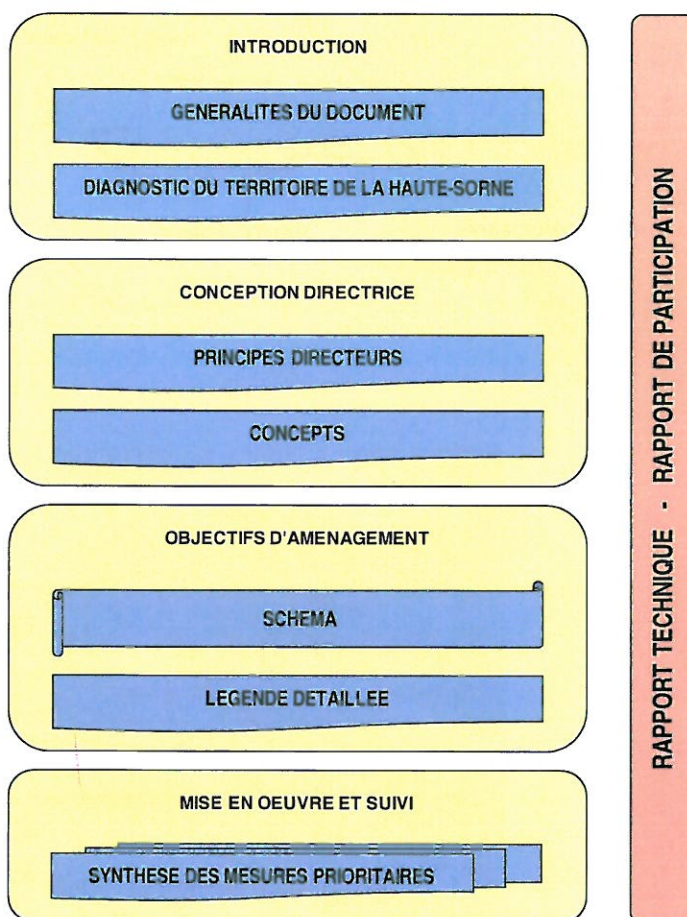 INTRODUCTION
GENERALITES DU DOCUMENT
DIAGNOSTIC DU TERRITOIRE DE LA HAUTE-SORNE
CONCEPTION DIRECTRICE
PRINCIPES DIRECTEURS
CONCEPTS
OBJECTIFS D'AMENAGEMENT
SCHEMA
LEGENDE DETAILLEE
MISE EN OEUVRE ET SUIVI
SYNTHESE DES MESURES PRIORITAIRES
RAPPORT TECHNIQUE - RAPPORT DE PARTICIPATION